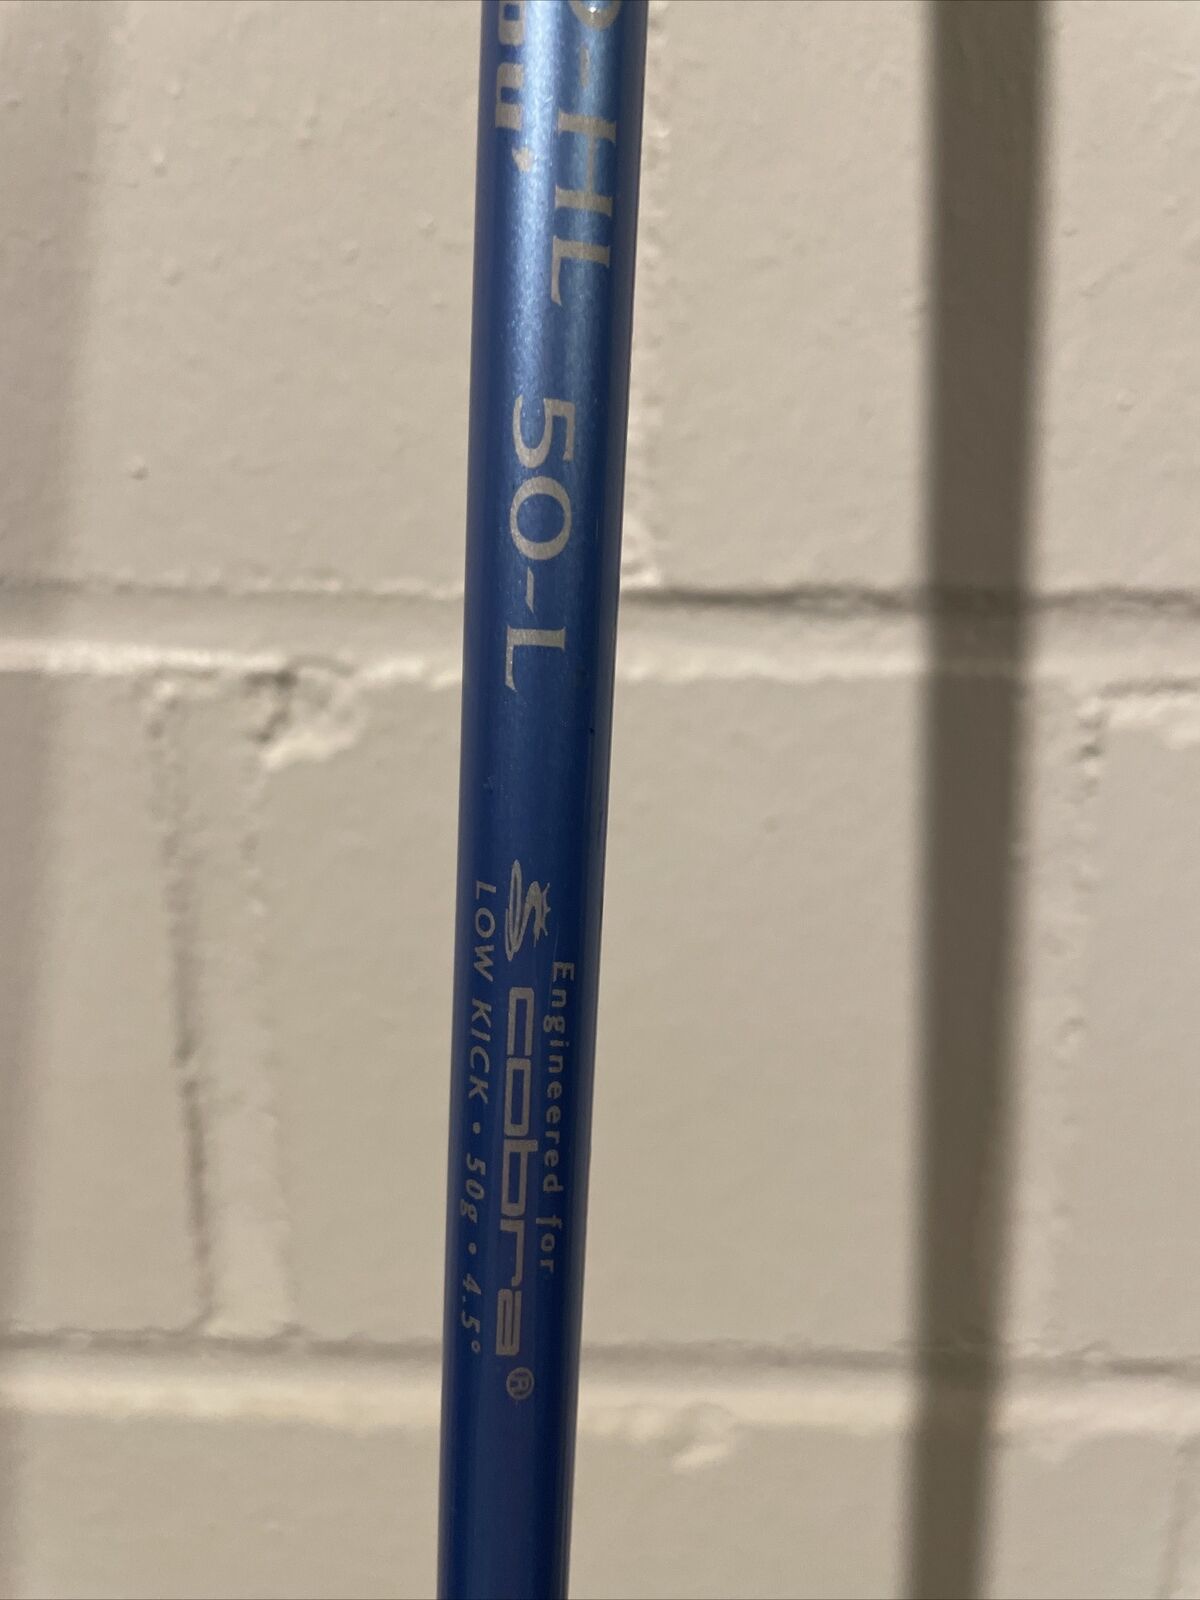 -HL 50-L
Engineered for
cobra®
LOW KICK • 50g • 4.5°